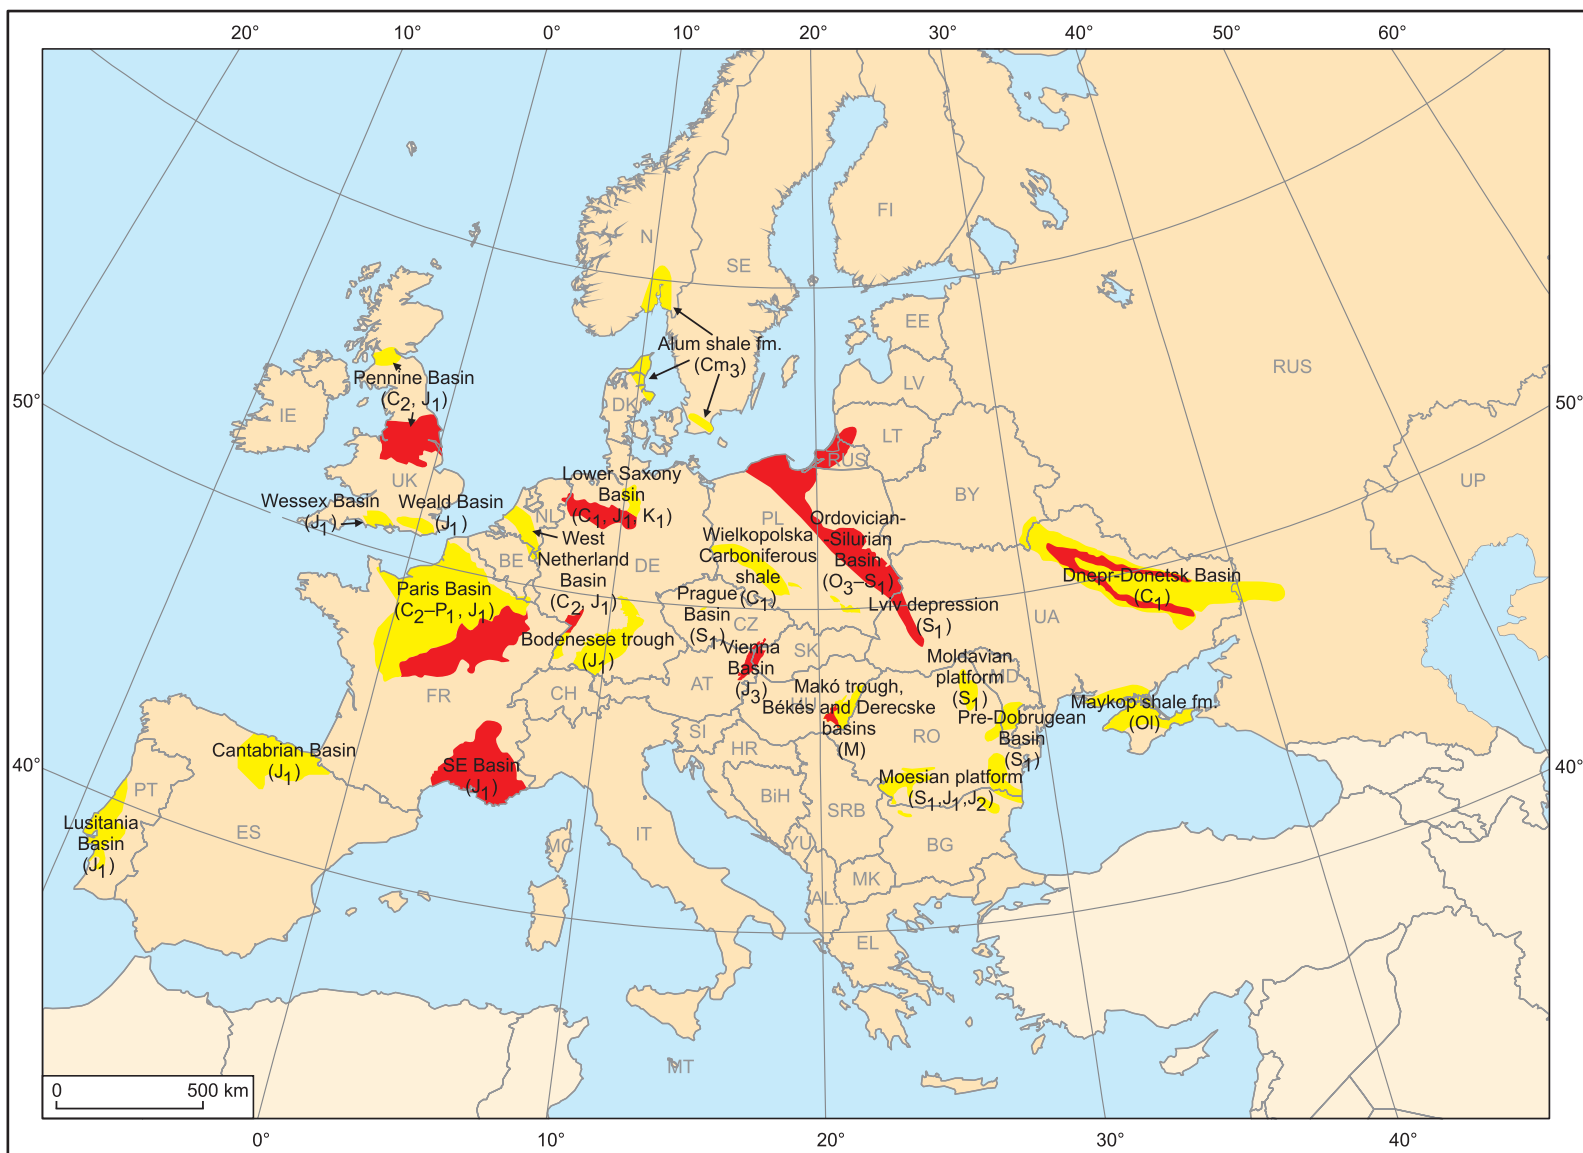 20° 10° 0° 10° 20° 30° 40° 50° 60°
N
SE
FI
EE
RUS
Alum shale fm.
(Cm3)
LV
Pennine Basin
(C2, J1)
50°
50°
DK
IE
LT
RUS
UK
Lower Saxony
Basin
(C1, J1, K1)
UP
BY
Wessex Basin
(J1)
Weald Basin
(J1)
NL
PL
Ordovician-
-Silurian
Basin
(O3–S1)
West
Netherland
Basin
(C2, J1)
Wielkopolska
Carboniferous
shale
(C1)
BE
DE
Dnepr-Donetsk Basin
(C1)
Paris Basin
(C2–P1, J1)
Prague
Basin
(S1)
Lviv depression
(S1)
UA
CZ
Bodenesee trough
(J1)
Vienna
Basin
(J3)
SK
Moldavian
platform
(S1)
MD
FR
CH
AT
HU
Makó trough,
Békés and Derecske
basins
(M)
Maykop shale fm.
(Ol)
Pre-Dobrugean
Basin
(S1)
SI
HR
RO
Cantabrian Basin
(J1)
SE Basin
(J1)
40°
40°
Moesian platform
(S1,J1,J2)
PT
BiH
SRB
Lusitania
Basin
(J1)
ES
IT
MC
YU
BG
MK
AL
EL
MT
0 500 km
0° 10° 20° 30° 40°